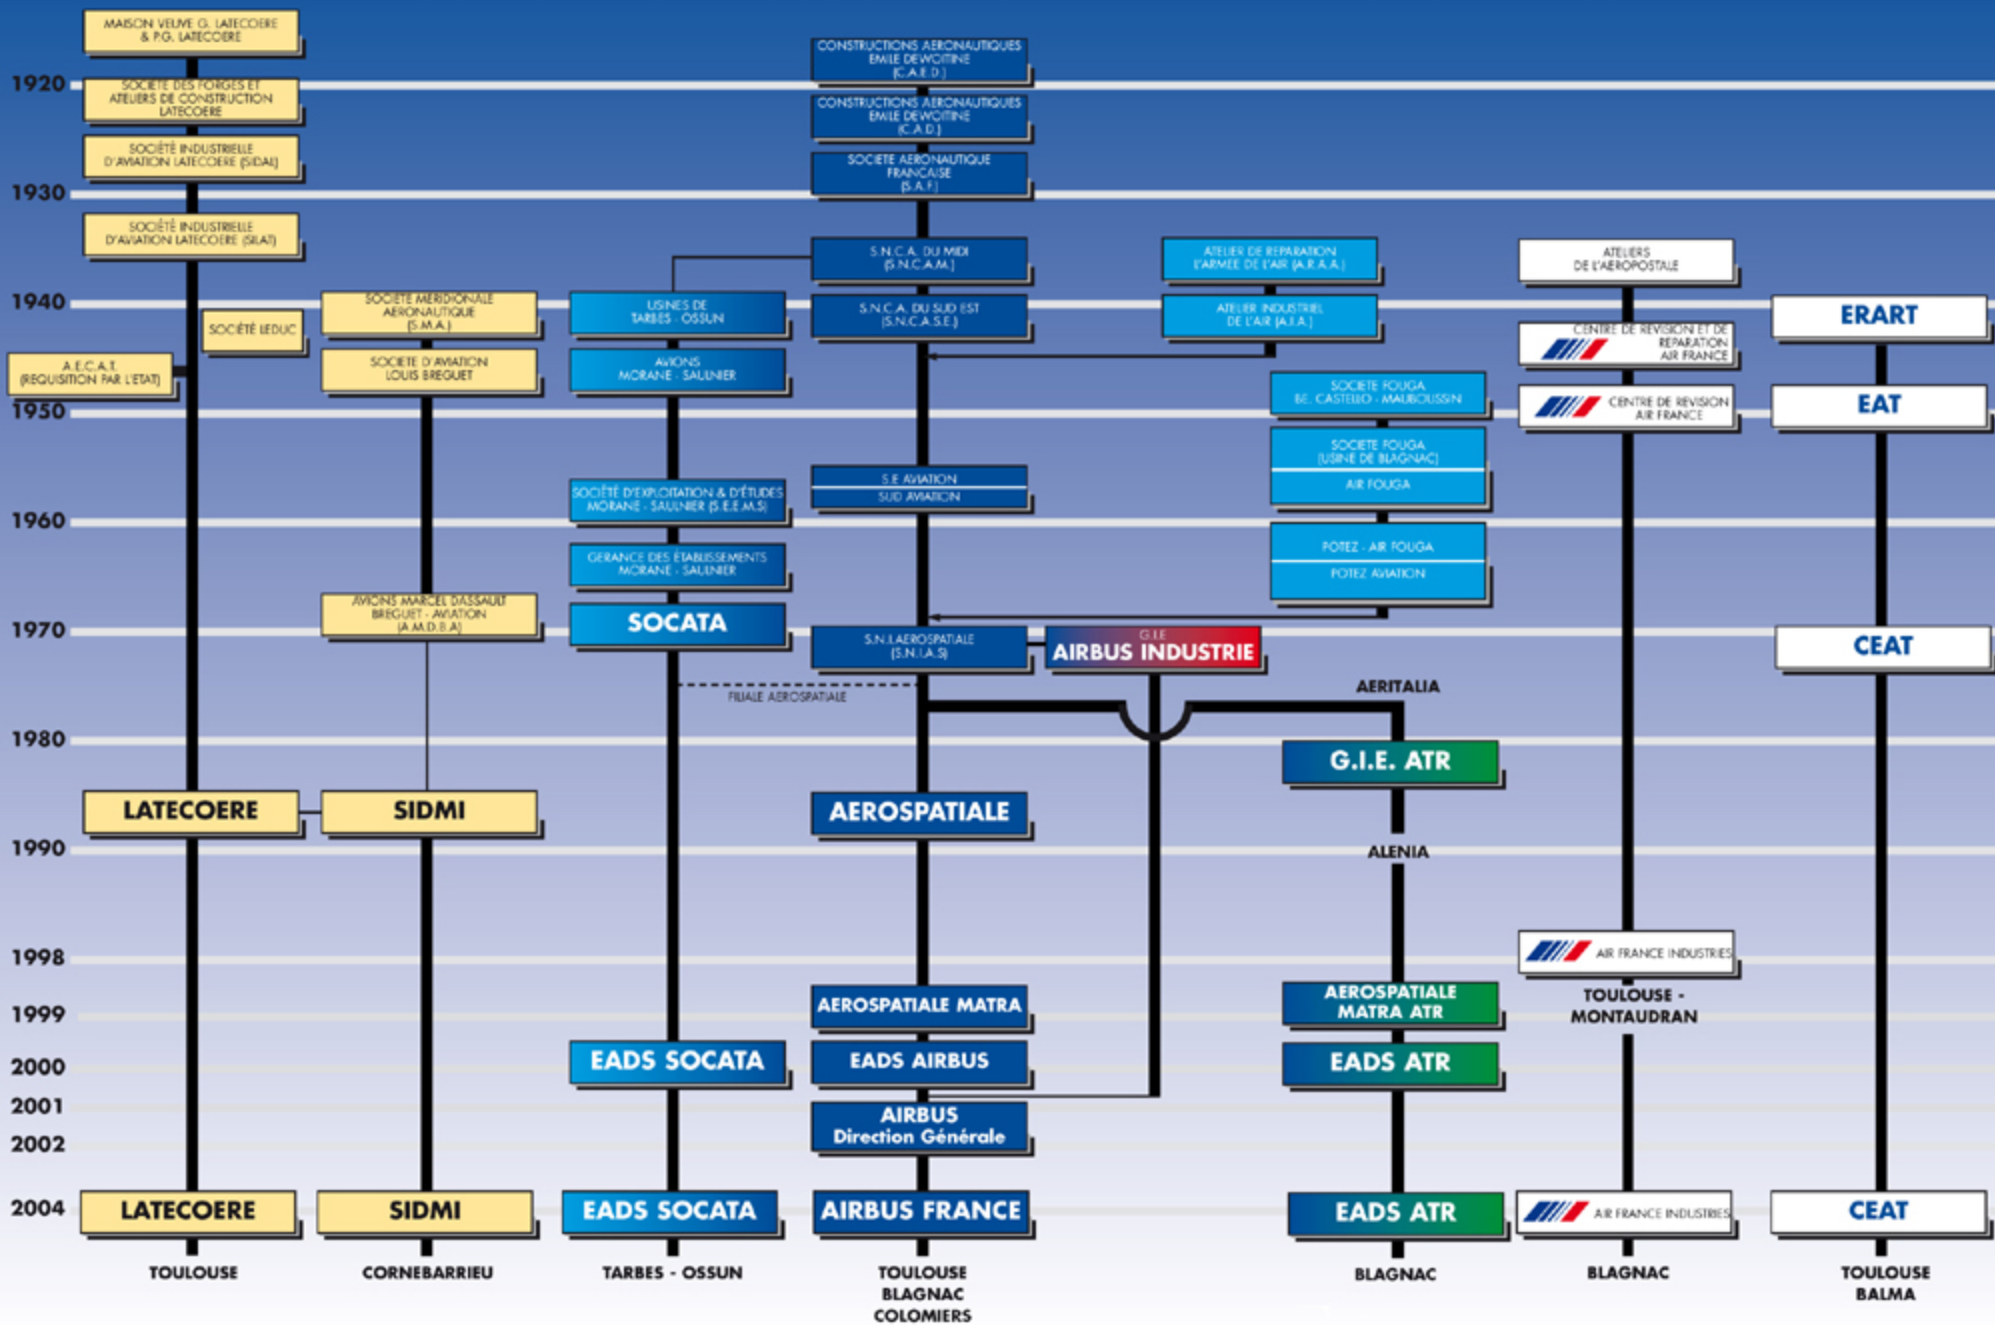 MAISON VEUVE G. LATECOERE
& P.G. LATECOERE
CONSTRUCTIONS AERONAUTIQUES
EMILE DEWOITINE
(C.A.E.D.)
1920
SOCIETE DES FORGES ET
ATELIERS DE CONSTRUCTION
LATECOERE
CONSTRUCTIONS AERONAUTIQUES
EMILE DEWOITINE
(C.A.D.)
SOCIÉTÉ INDUSTRIELLE
D'AVIATION LATECOERE (SIDAL)
SOCIETE AERONAUTIQUE
FRANCAISE
(S.A.F.)
1930
SOCIÉTÉ INDUSTRIELLE
D'AVIATION LATECOERE (SILAT)
S.N.C.A. DU MIDI
(S.N.C.A.M.)
ATELIER DE REPARATION
L'ARMEE DE L'AIR (A.R.A.A.)
ATELIERS
DE L'AEROPOSTALE
1940
SOCIETE MERIDIONALE
AERONAUTIQUE
(S.M.A.)
USINES DE
TARBES - OSSUN
S.N.C.A. DU SUD EST
(S.N.C.A.S.E.)
ATELIER INDUSTRIEL
DE L'AIR (A.I.A.)
ERART
SOCIÉTÉ LEDUC
CENTRE DE REVISION ET DE
REPARATION
AIR FRANCE
A.E.C.A.T.
(REQUISITION PAR L'ETAT)
SOCIETE D'AVIATION
LOUIS BREGUET
AVIONS
MORANE - SAULNIER
SOCIETE FOUGA
BE. CASTELLO - MAUBOUSSIN
1950
CENTRE DE REVISION
AIR FRANCE
EAT
SOCIETE FOUGA
(USINE DE BLAGNAC)
AIR FOUGA
S.E AVIATION
SUD AVIATION
SOCIÉTÉ D'EXPLOITATION & D'ÉTUDES
MORANE - SAULNIER (S.E.E.M.S)
1960
GERANCE DES ÉTABLISSEMENTS
MORANE - SAULNIER
POTEZ - AIR FOUGA
POTEZ AVIATION
AVIONS MARCEL DASSAULT
BREGUET - AVIATION
(A.M.D.B.A)
SOCATA
1970
S.N.I.AEROSPATIALE
(S.N.I.A.S)
G.I.E
AIRBUS INDUSTRIE
CEAT
FILIALE AEROSPATIALE
AERITALIA
1980
G.I.E. ATR
LATECOERE
SIDMI
AEROSPATIALE
1990
ALENIA
1998
AIR FRANCE INDUSTRIES
TOULOUSE -
MONTAUDRAN
1999
AEROSPATIALE MATRA
AEROSPATIALE
MATRA ATR
2000
EADS SOCATA
EADS AIRBUS
EADS ATR
2001
AIRBUS
Direction Générale
2002
2004
LATECOERE
SIDMI
EADS SOCATA
AIRBUS FRANCE
EADS ATR
AIR FRANCE INDUSTRIES
CEAT
TOULOUSE
CORNEBARRIEU
TARBES - OSSUN
TOULOUSE
BLAGNAC
COLOMIERS
BLAGNAC
BLAGNAC
TOULOUSE
BALMA